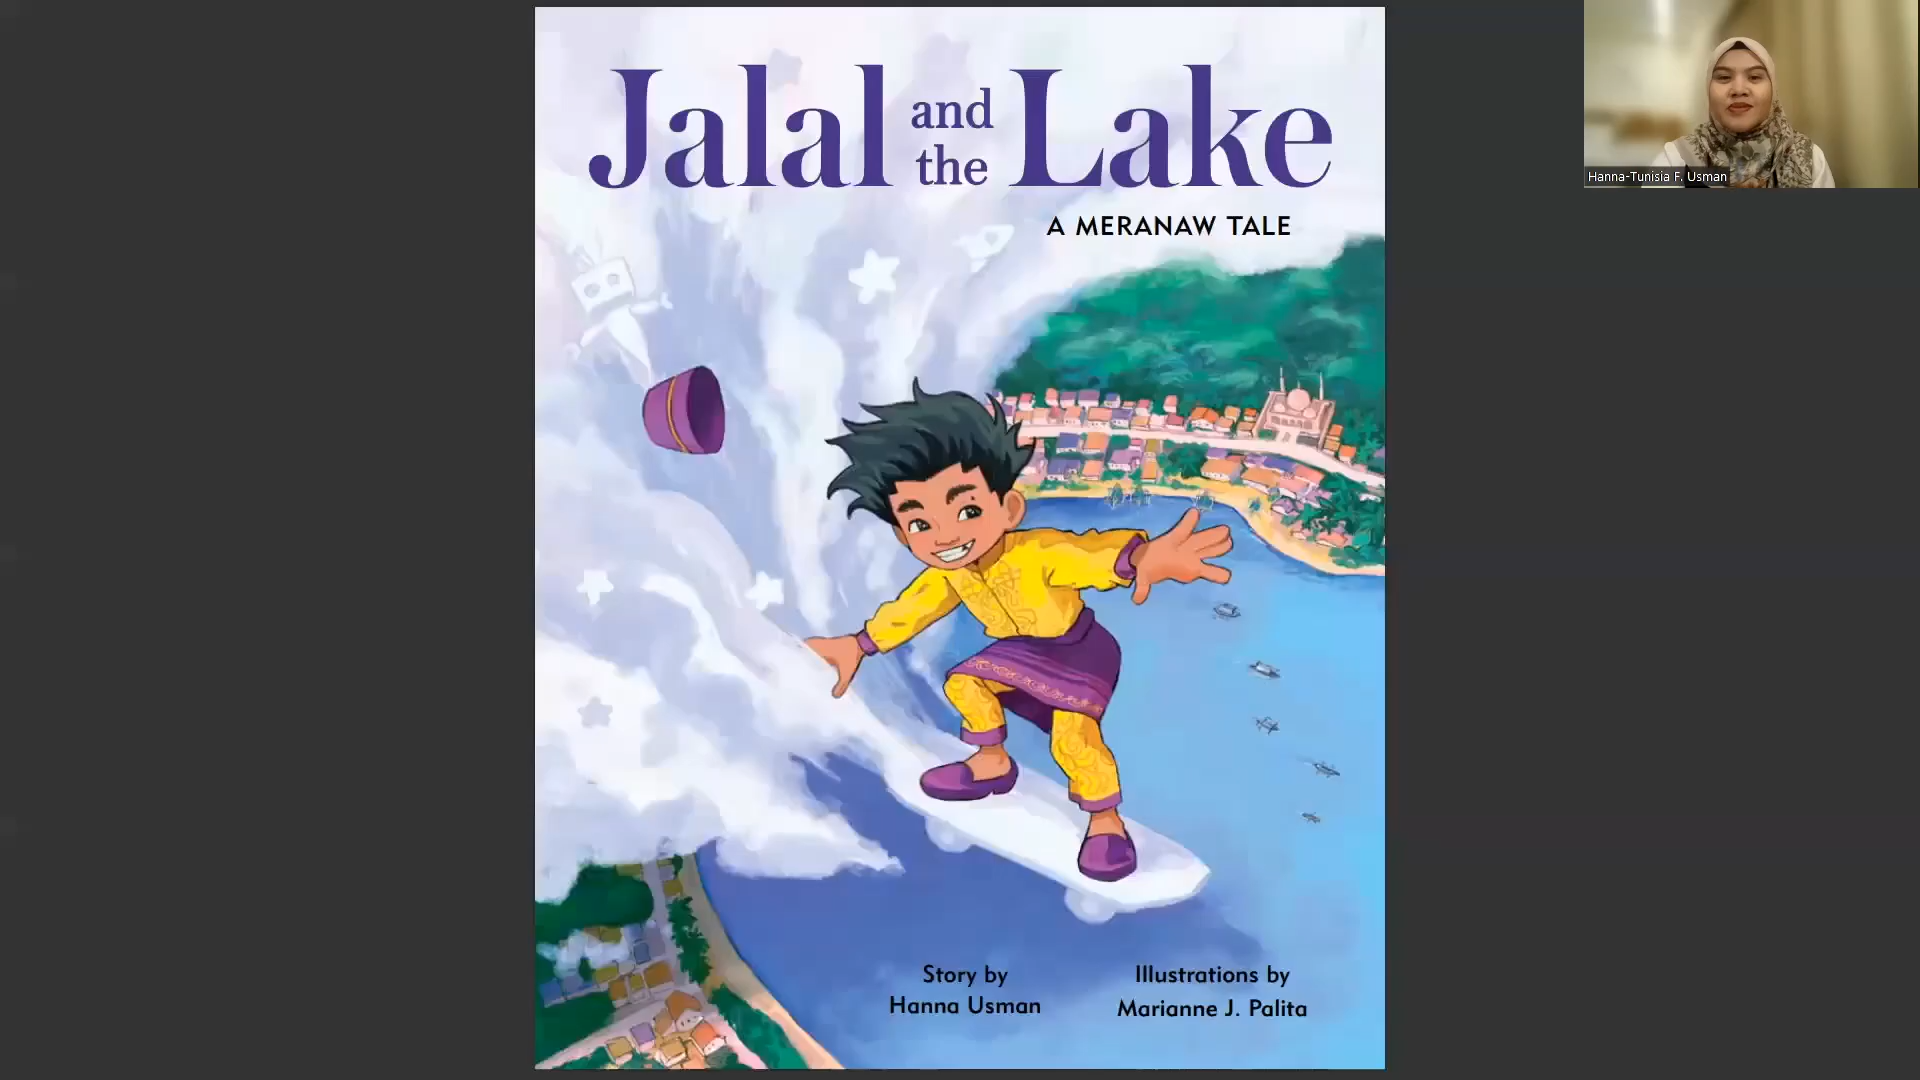 Jalal and the Lake
A MERANAW TALE
Story by
Hanna Usman
Illustrations by
Marianne J. Palita
Hanna-Tunisia F. Usman